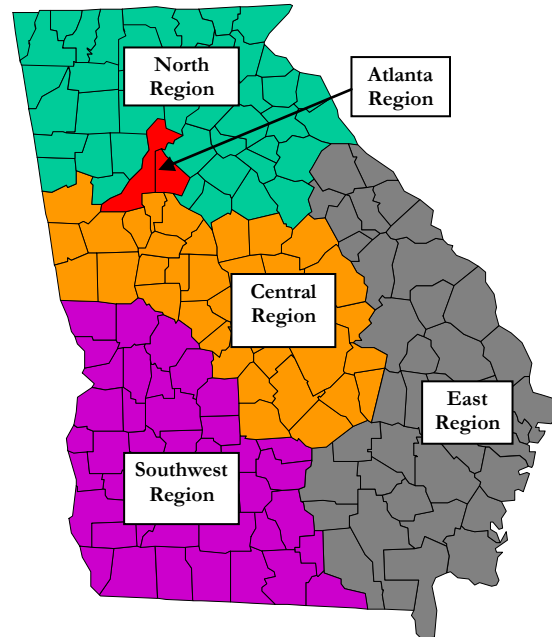 North
Region
Atlanta
Region
Central
Region
East
Region
Southwest
Region